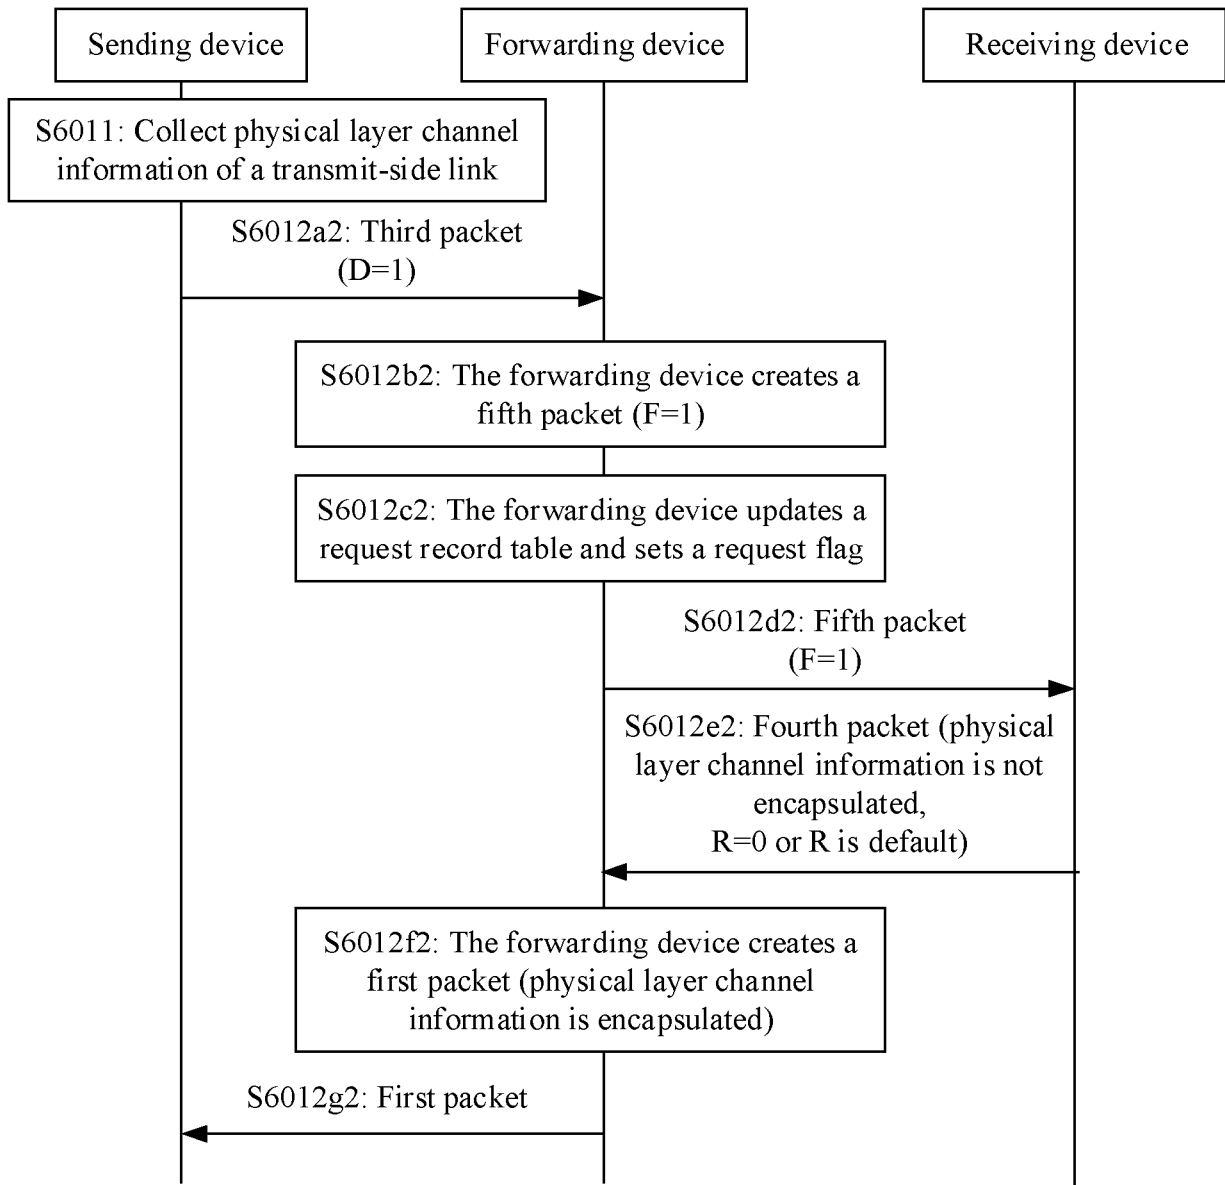 Sending device
Forwarding device
Receiving device
S6011: Collect physical layer channel
information of a transmit-side link
S6012a2: Third packet
(D=1)
S6012b2: The forwarding device creates a
fifth packet (F=1)
S6012c2: The forwarding device updates a
request record table and sets a request flag
S6012d2: Fifth packet
(F=1)
S6012e2: Fourth packet (physical
layer channel information is not
encapsulated,
R=0 or R is default)
S6012f2: The forwarding device creates a
first packet (physical layer channel
information is encapsulated)
S6012g2: First packet